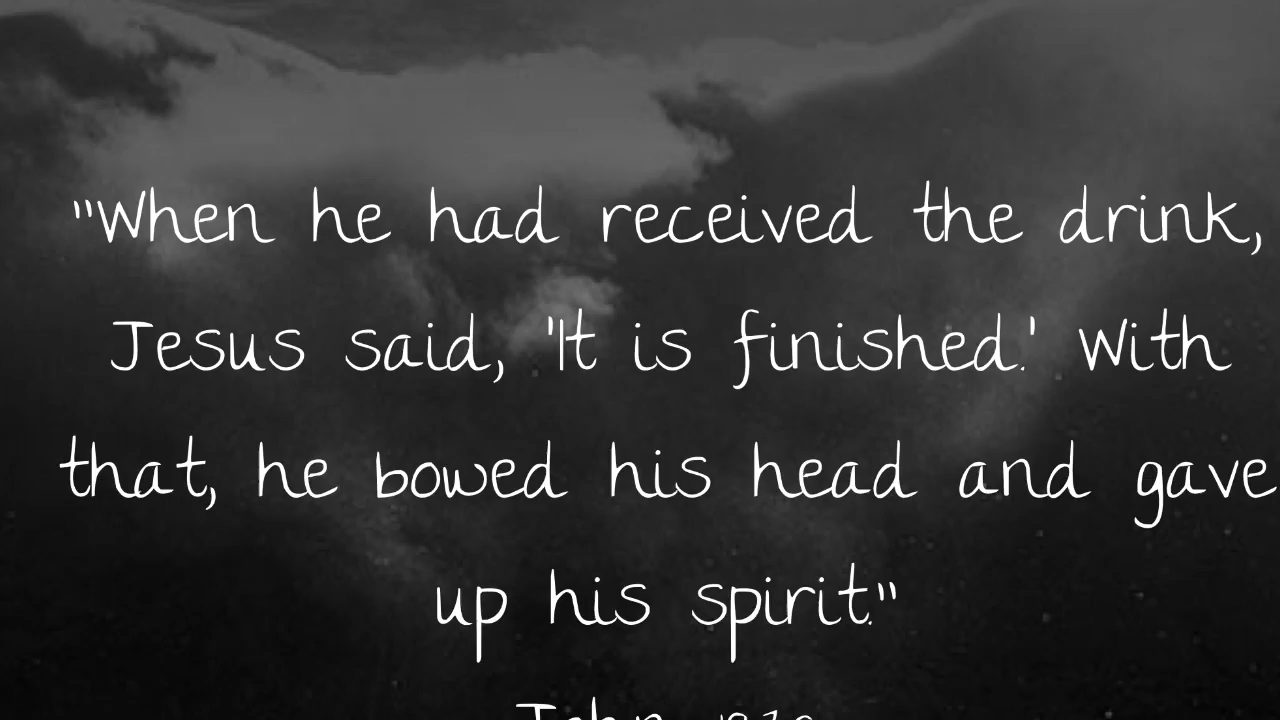 "When he had received the drink,
Jesus said, 'It is finished.' With
that, he bowed his head and gave
up his spirit."
John